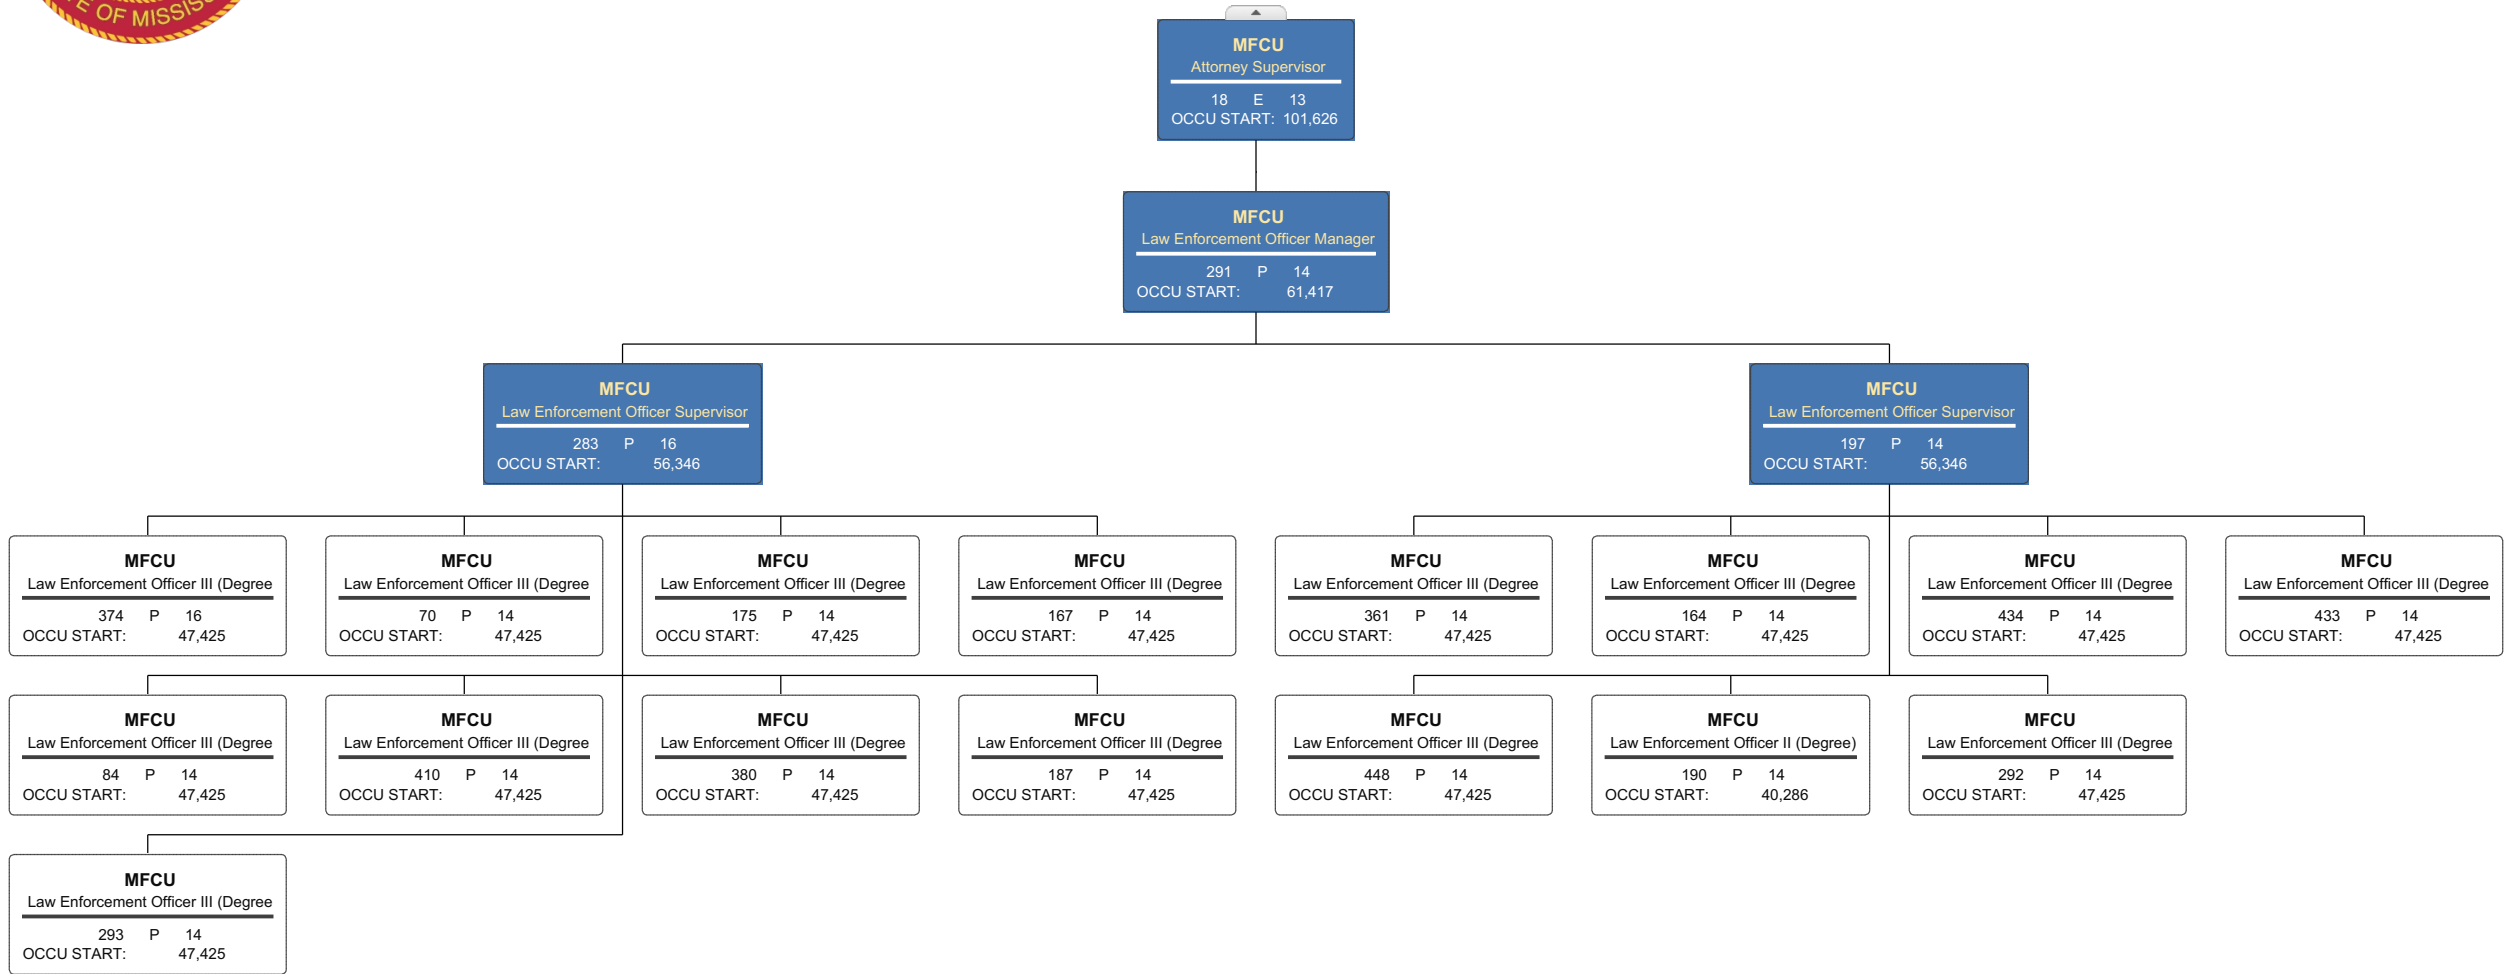 OF MISSIS
MFCU
Attorney Supervisor
18 E 13
OCCU START: 101,626
MFCU
Law Enforcement Officer Manager
291 P 14
OCCU START: 61,417
MFCU
Law Enforcement Officer Supervisor
283 P 16
OCCU START: 56,346
MFCU
Law Enforcement Officer Supervisor
197 P 14
OCCU START: 56,346
MFCU
Law Enforcement Officer III (Degree
374 P 16
OCCU START: 47,425
MFCU
Law Enforcement Officer III (Degree
70 P 14
OCCU START: 47,425
MFCU
Law Enforcement Officer III (Degree
175 P 14
OCCU START: 47,425
MFCU
Law Enforcement Officer III (Degree
167 P 14
OCCU START: 47,425
MFCU
Law Enforcement Officer III (Degree
361 P 14
OCCU START: 47,425
MFCU
Law Enforcement Officer III (Degree
164 P 14
OCCU START: 47,425
MFCU
Law Enforcement Officer III (Degree
434 P 14
OCCU START: 47,425
MFCU
Law Enforcement Officer III (Degree
433 P 14
OCCU START: 47,425
MFCU
Law Enforcement Officer III (Degree
84 P 14
OCCU START: 47,425
MFCU
Law Enforcement Officer III (Degree
410 P 14
OCCU START: 47,425
MFCU
Law Enforcement Officer III (Degree
380 P 14
OCCU START: 47,425
MFCU
Law Enforcement Officer III (Degree
187 P 14
OCCU START: 47,425
MFCU
Law Enforcement Officer III (Degree
448 P 14
OCCU START: 47,425
MFCU
Law Enforcement Officer II (Degree)
190 P 14
OCCU START: 40,286
MFCU
Law Enforcement Officer III (Degree
292 P 14
OCCU START: 47,425
MFCU
Law Enforcement Officer III (Degree
293 P 14
OCCU START: 47,425